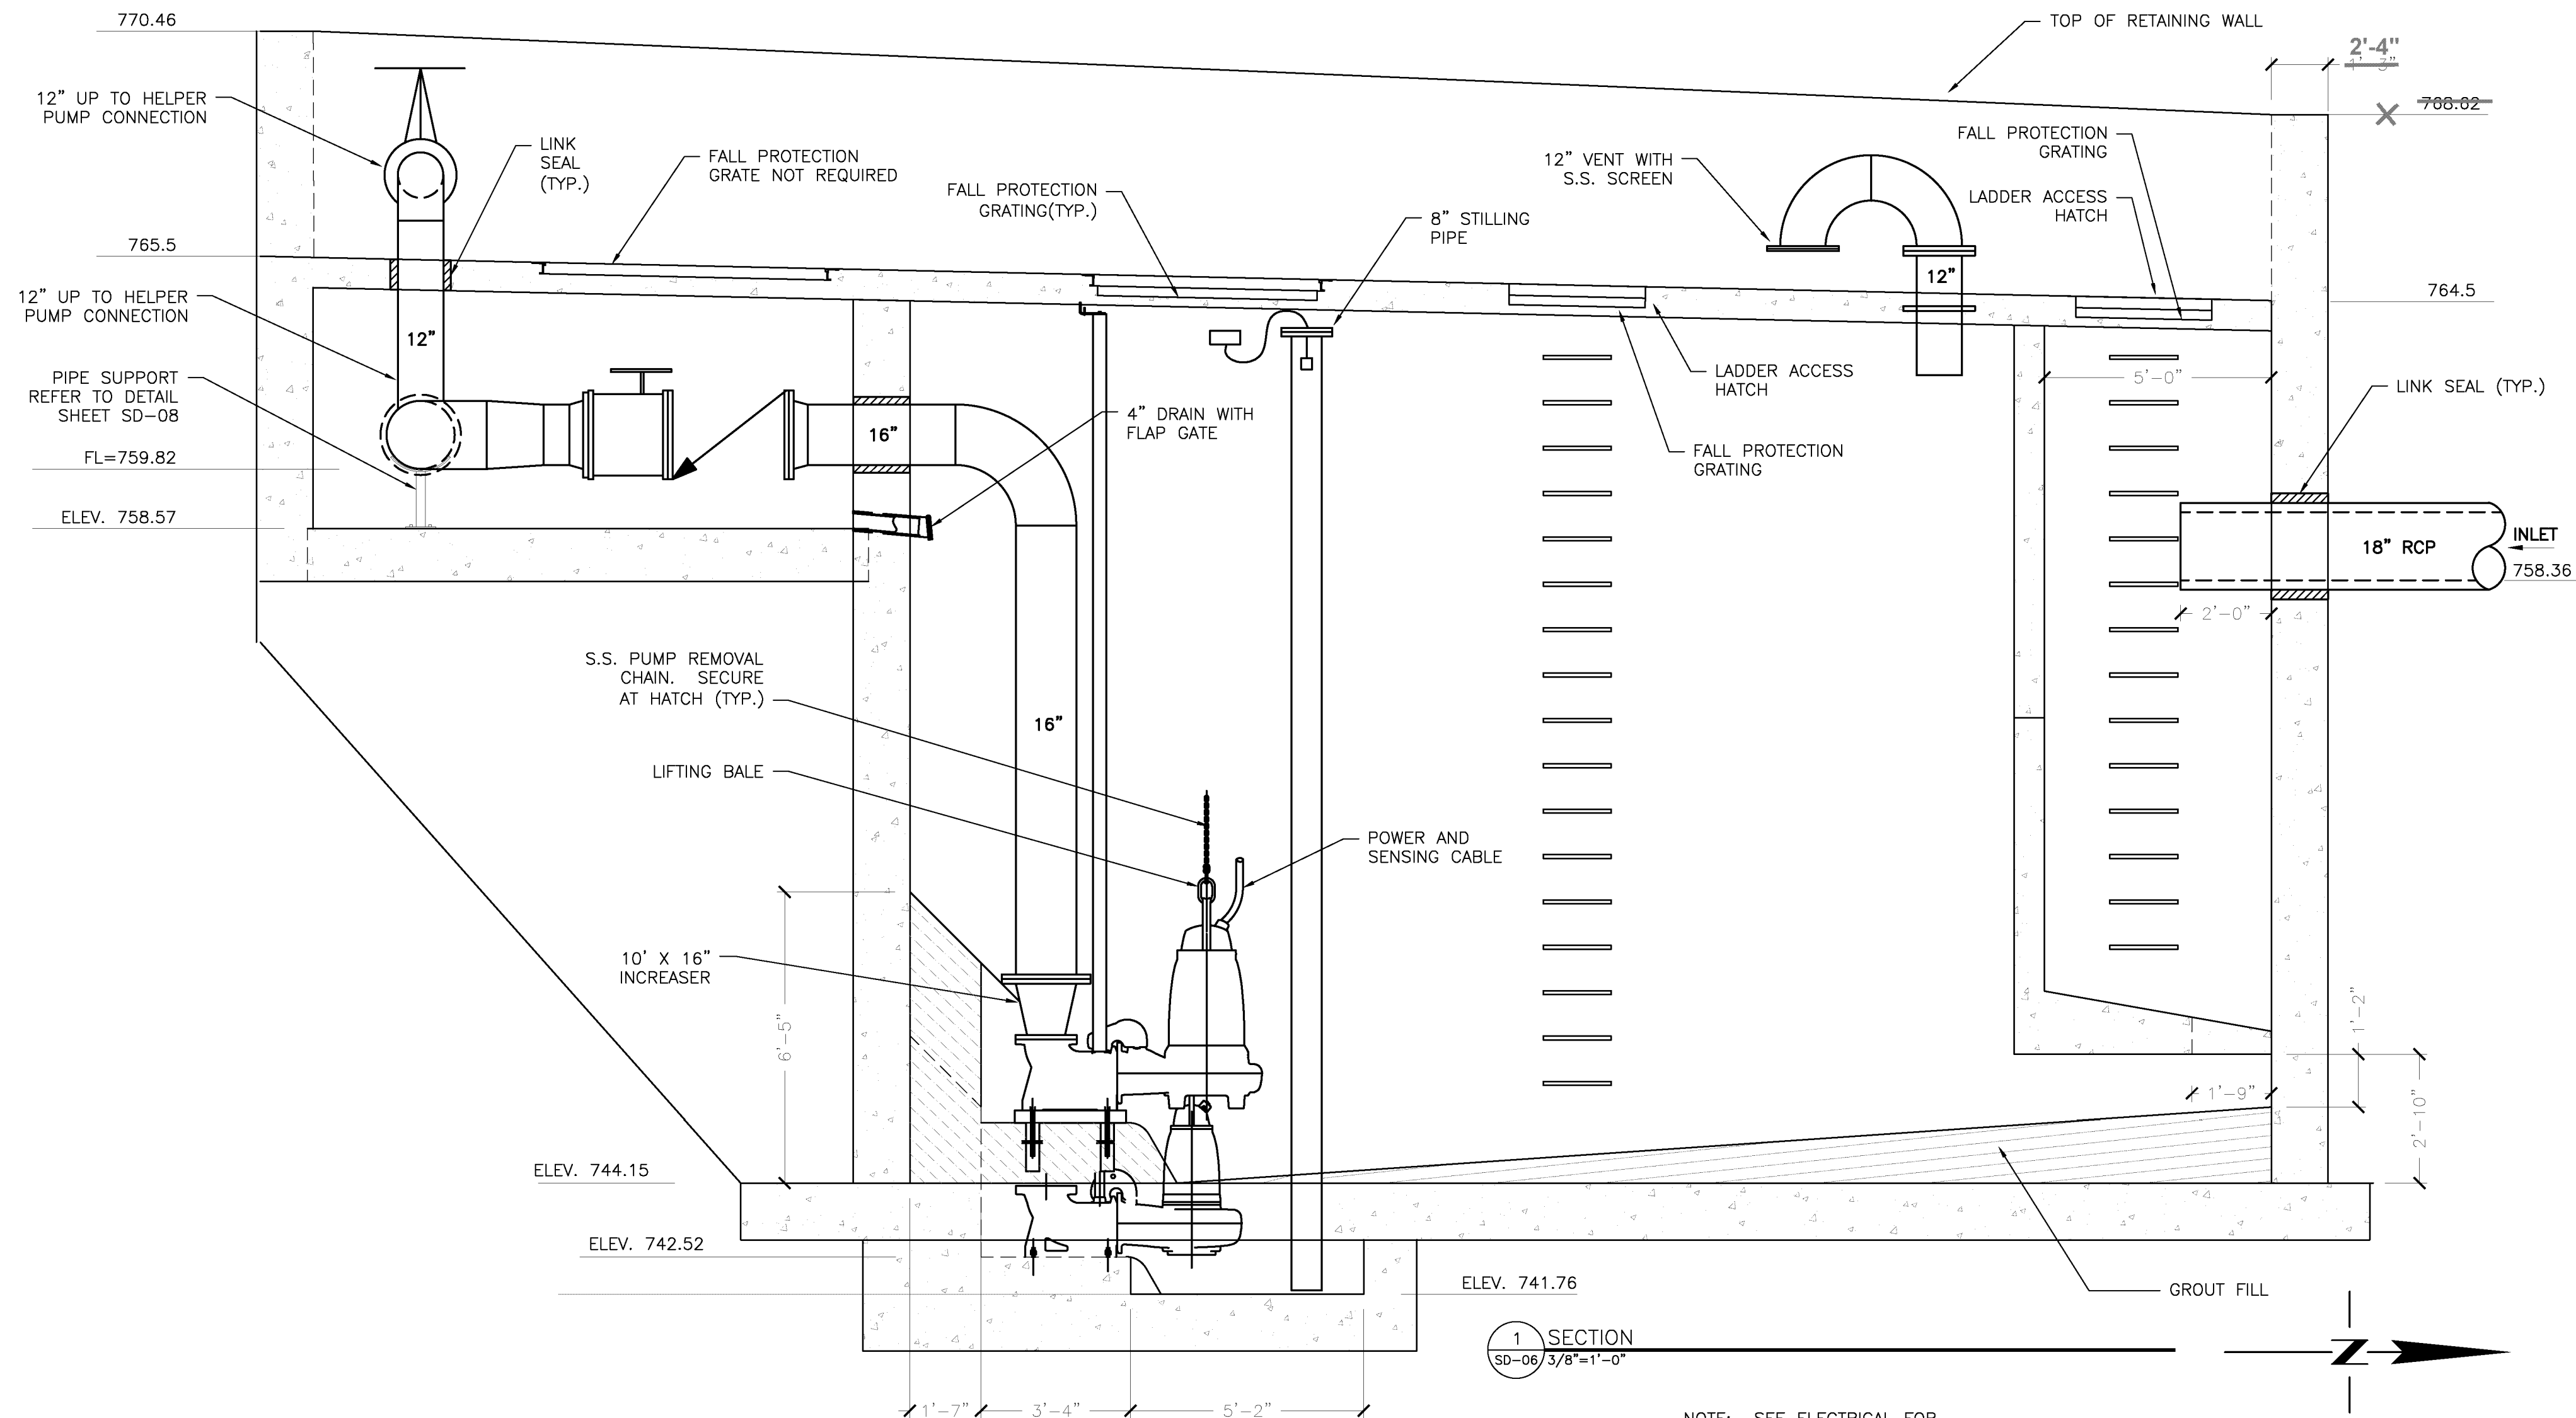 770.46
TOP OF RETAINING WALL
2'-4"
1'-3"
768.62
12" UP TO HELPER
PUMP CONNECTION
LINK
SEAL
(TYP.)
FALL PROTECTION
GRATE NOT REQUIRED
FALL PROTECTION
GRATING(TYP.)
12" VENT WITH
S.S. SCREEN
FALL PROTECTION
GRATING
LADDER ACCESS
HATCH
8" STILLING
PIPE
765.5
12"
764.5
12" UP TO HELPER
PUMP CONNECTION
12"
PIPE SUPPORT
REFER TO DETAIL
SHEET SD-08
LADDER ACCESS
HATCH
5'-0"
LINK SEAL (TYP.)
4" DRAIN WITH
FLAP GATE
16"
FALL PROTECTION
GRATING
FL=759.82
ELEV. 758.57
18" RCP
INLET
758.36
2'-0"
S.S. PUMP REMOVAL
CHAIN. SECURE
AT HATCH (TYP.)
16"
LIFTING BALE
POWER AND
SENSING CABLE
10' X 16"
INCREASER
6'-5"
1'-2"
1'-9"
2'-10"
ELEV. 744.15
ELEV. 742.52
ELEV. 741.76
GROUT FILL
1
SECTION
SD-06
3/8"=1'-0"
N
1'-7"
3'-4"
5'-2"
NOTE: SEE ELECTRICAL FOR